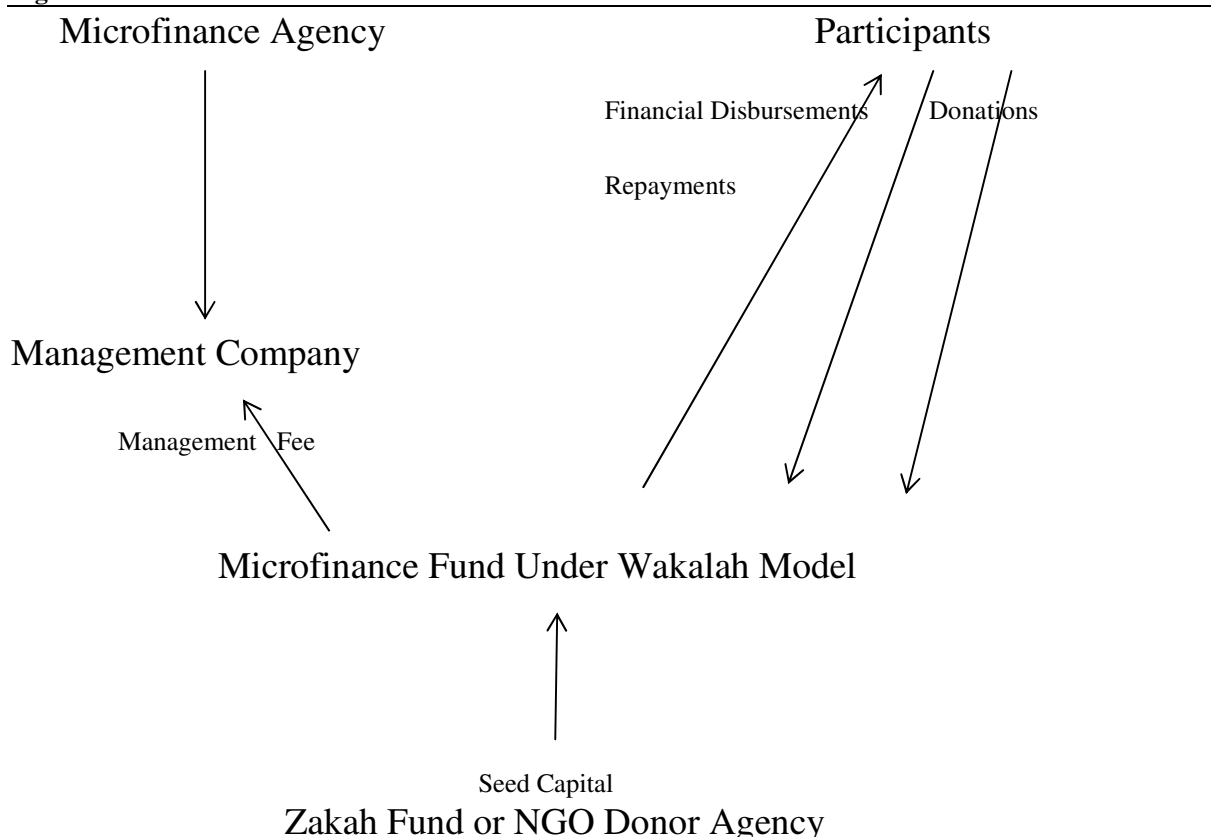 Microfinance Agency Participants
Financial Disbursements Donations
Repayments
Management Company
Management Fee
Microfinance Fund Under Wakalah Model
Seed Capital
Zakah Fund or NGO Donor Agency